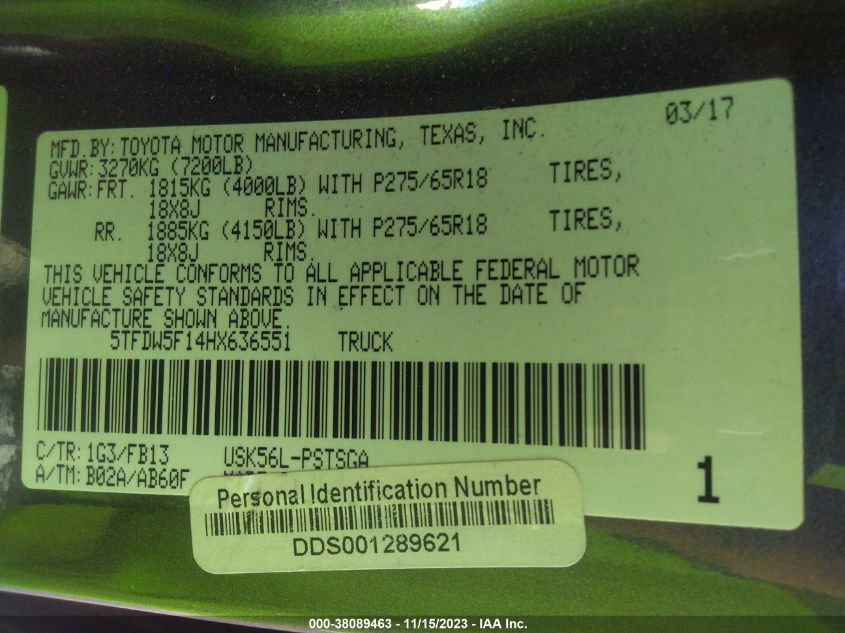 03/17
MFD.BY:TOYOTA MOTOR MANUFACTURING, TEXAS, INC.
GVWR:3270KG (7200LB)
GAWR:FRT. 1815KG (4000LB) WITH P275/65R18 TIRES,
18X8J RIMS.
RR. 1885KG (4150LB) WITH P275/65R18 TIRES,
18X8J RIMS.
THIS VEHICLE CONFORMS TO ALL APPLICABLE FEDERAL MOTOR
VEHICLE SAFETY STANDARDS IN EFFECT ON THE DATE OF
MANUFACTURE SHOWN ABOVE.
5TFDW5F14HX636551 TRUCK
C/TR:1G3/FB13 USK56L-PSTSGA
A/TM:B02A/AB60F
1
Personal Identification Number
DDS001289621
000-38089463 - 11/15/2023 - IAA Inc.